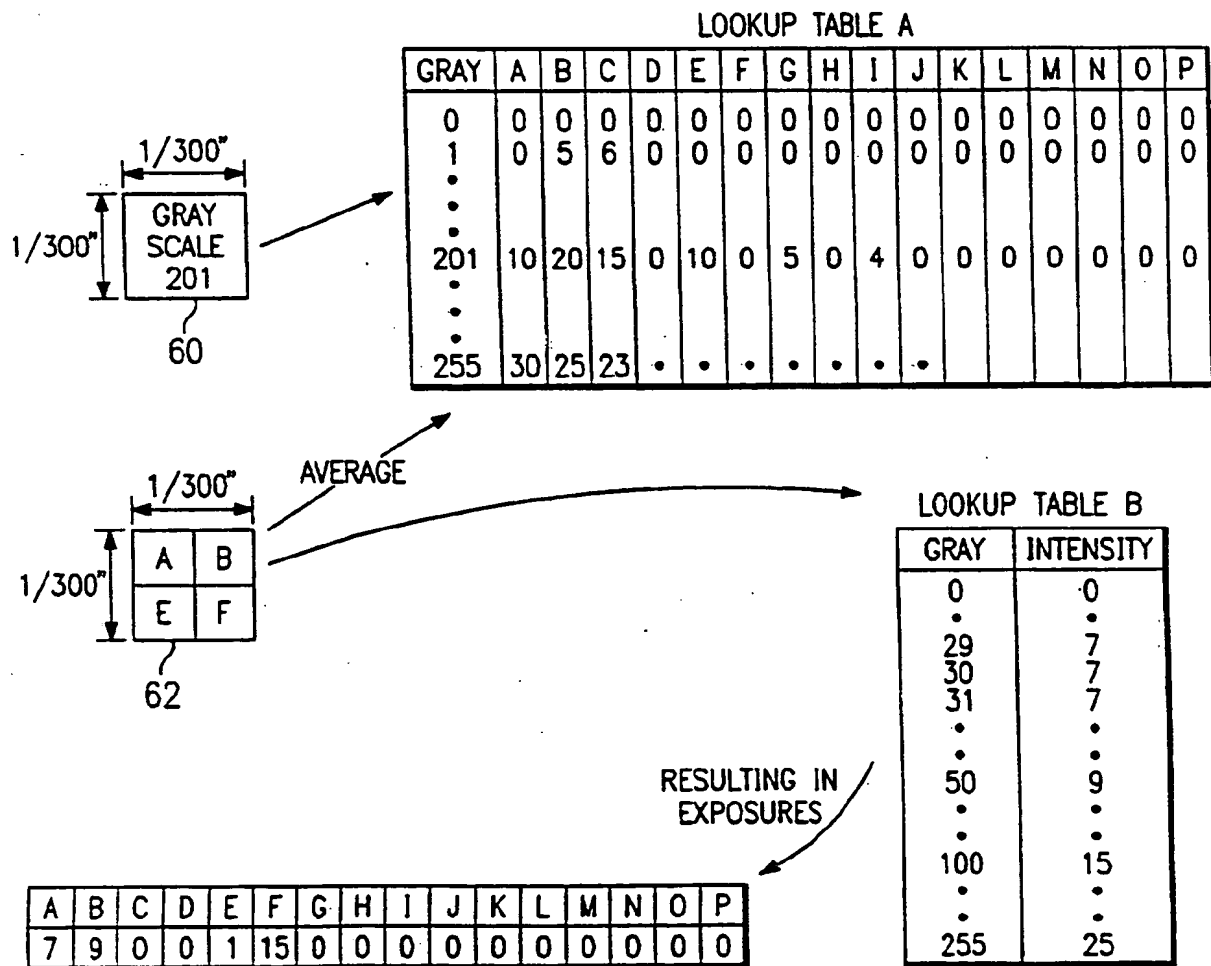 LOOKUP TABLE A
GRAY A B C D E F G H I J K L M N O P
0 0 0 0 0 0 0 0 0 0 0 0 0 0 0 0 0
1 0 5 6 0 0 0 0 0 0 0 0 0 0 0 0 0
201 10 20 15 0 10 0 5 0 4 0 0 0 0 0 0 0
255 30 25 23
1/300"
1/300"
GRAY
SCALE
201
60
AVERAGE
1/300"
1/300"
A B
E F
62
LOOKUP TABLE B
GRAY INTENSITY
0 0
29 7
30 7
31 7
50 9
100 15
255 25
RESULTING IN
EXPOSURES
A B C D E F G H I J K L M N O P
7 9 0 0 1 15 0 0 0 0 0 0 0 0 0 0